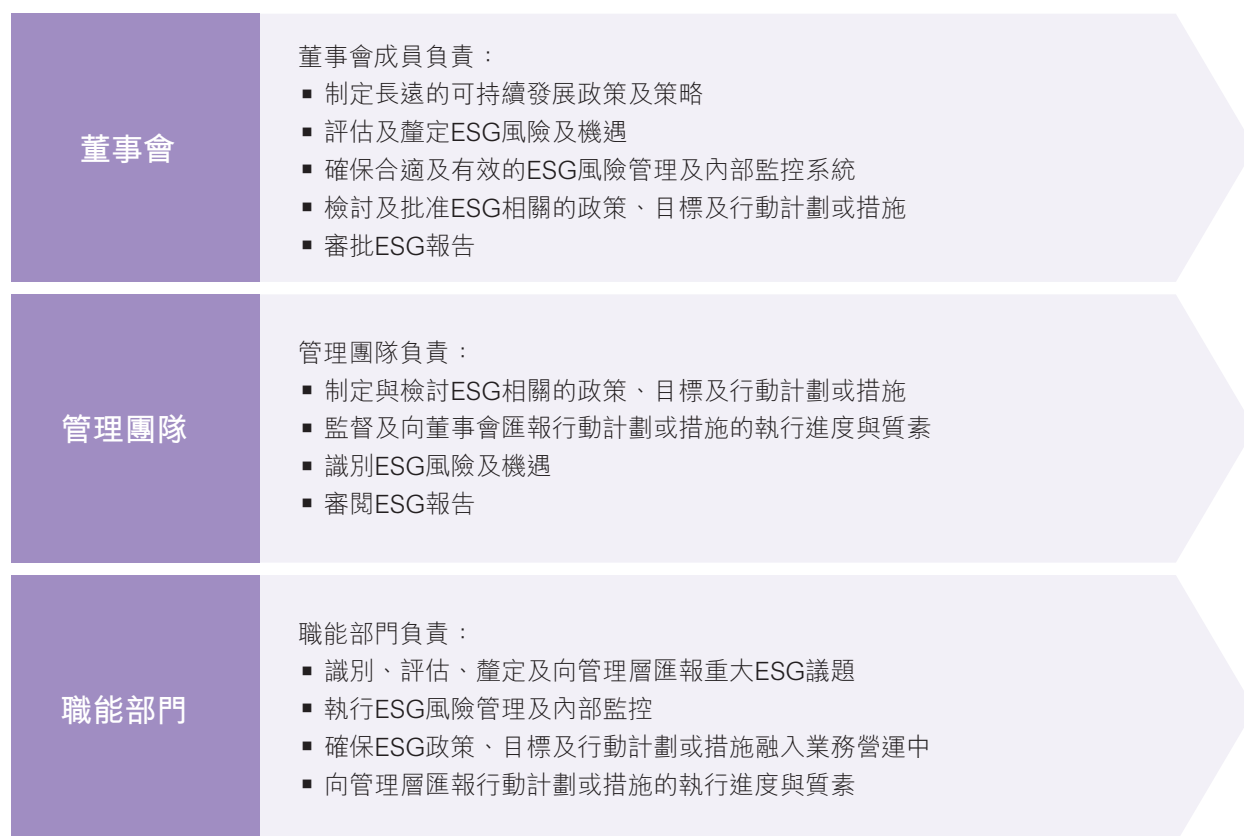 董事會
董事會成員負責：
▪ 制定長遠的可持續發展政策及策略
▪ 評估及釐定ESG風險及機遇
▪ 確保合適及有效的ESG風險管理及內部監控系統
▪ 檢討及批准ESG相關的政策、目標及行動計劃或措施
▪ 審批ESG報告
管理團隊
管理團隊負責：
▪ 制定與檢討ESG相關的政策、目標及行動計劃或措施
▪ 監督及向董事會匯報行動計劃或措施的執行進度與質素
▪ 識別ESG風險及機遇
▪ 審閱ESG報告
職能部門
職能部門負責：
▪ 識別、評估、釐定及向管理層匯報重大ESG議題
▪ 執行ESG風險管理及內部監控
▪ 確保ESG政策、目標及行動計劃或措施融入業務營運中
▪ 向管理層匯報行動計劃或措施的執行進度與質素